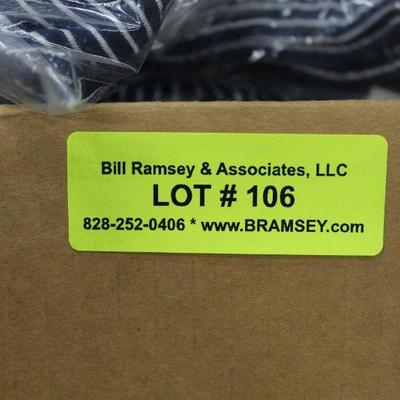 Bill Ramsey & Associates, LLC
LOT # 106
828-252-0406 * www.BRAMSEY.com